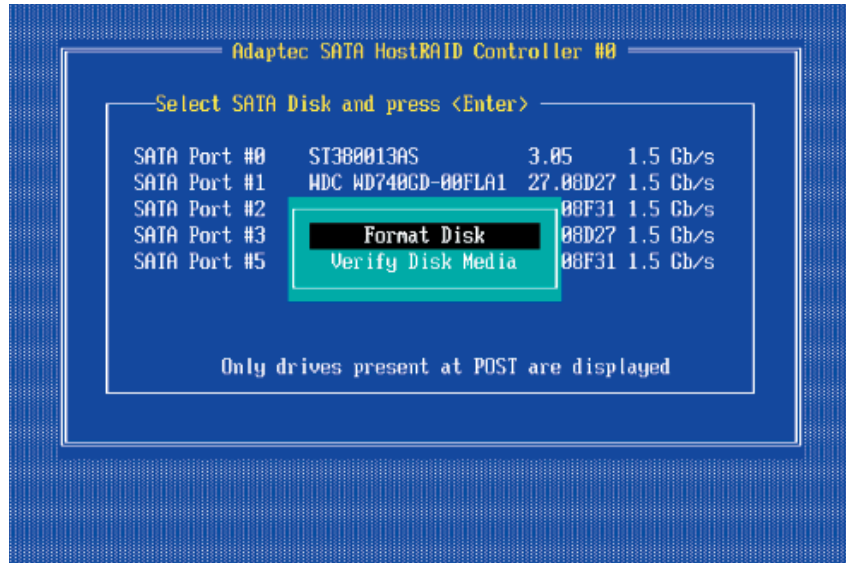 Adaptec SATA HostRAID Controller #0
Select SATA Disk and press <Enter>
SATA Port #0 ST380013AS 3.05 1.5 Gb/s
SATA Port #1 WDC WD740GD-00FLA1 27.08D27 1.5 Gb/s
SATA Port #2 08F31 1.5 Gb/s
SATA Port #3 Format Disk 08D27 1.5 Gb/s
SATA Port #5 Verify Disk Media 08F31 1.5 Gb/s
Only drives present at POST are displayed